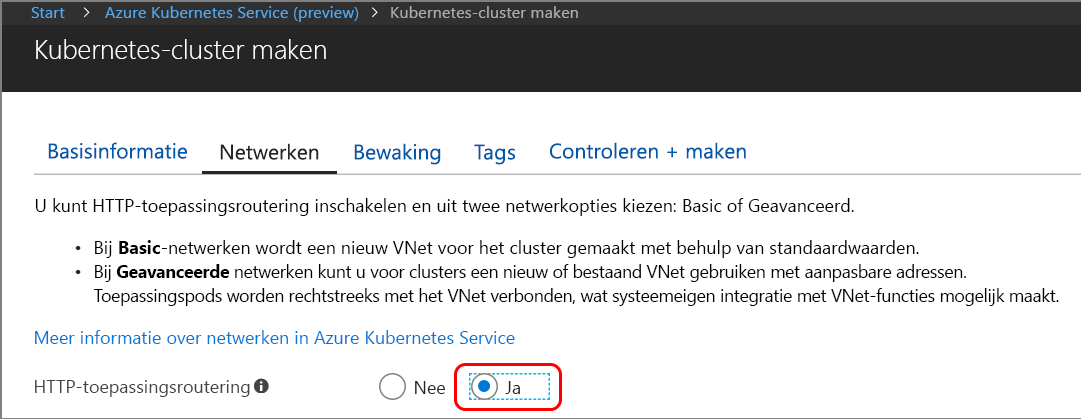 Start > Azure Kubernetes Service (preview) > Kubernetes-cluster maken
Kubernetes-cluster maken
Basisinformatie Netwerken Bewaking Tags Controleren + maken
U kunt HTTP-toepassingsroutering inschakelen en uit twee netwerkopties kiezen: Basic of Geavanceerd.
• Bij Basic-netwerken wordt een nieuw VNet voor het cluster gemaakt met behulp van standaardwaarden.
• Bij Geavanceerde netwerken kunt u voor clusters een nieuw of bestaand VNet gebruiken met aanpasbare adressen.
Toepassingspods worden rechtstreeks met het VNet verbonden, wat systeemeigen integratie met VNet-functies mogelijk maakt.
Meer informatie over netwerken in Azure Kubernetes Service
HTTP-toepassingsroutering Nee Ja